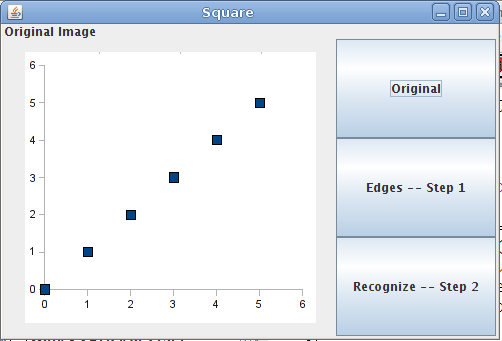 Square
Original Image
Original
Edges -- Step 1
Recognize -- Step 2
6
5
4
3
2
1
0
0 1 2 3 4 5 6